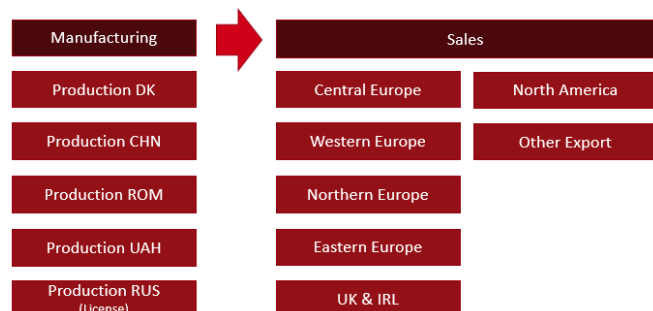 Manufacturing
Sales
Production DK
Central Europe
North America
Production CHN
Western Europe
Other Export
Production ROM
Northern Europe
Production UAH
Eastern Europe
Production RUS
(License)
UK & IRL